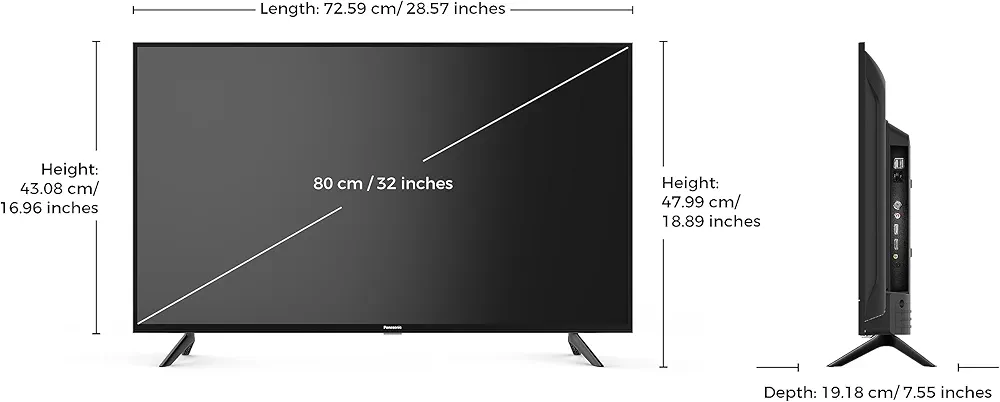 Length: 72.59 cm/ 28.57 inches
Height:
43.08 cm/
16.96 inches
80 cm / 32 inches
Height:
47.99 cm/
18.89 inches
Panasonic
Depth: 19.18 cm/ 7.55 inches